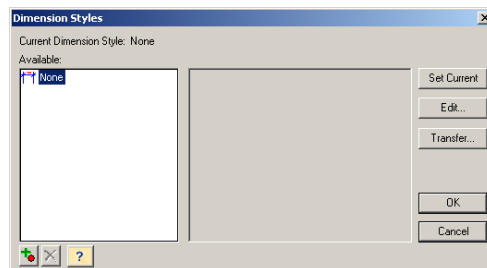 Dimension Styles
Current Dimension Style: None
Available:
None
Set Current
Edit...
Transfer...
OK
Cancel
?